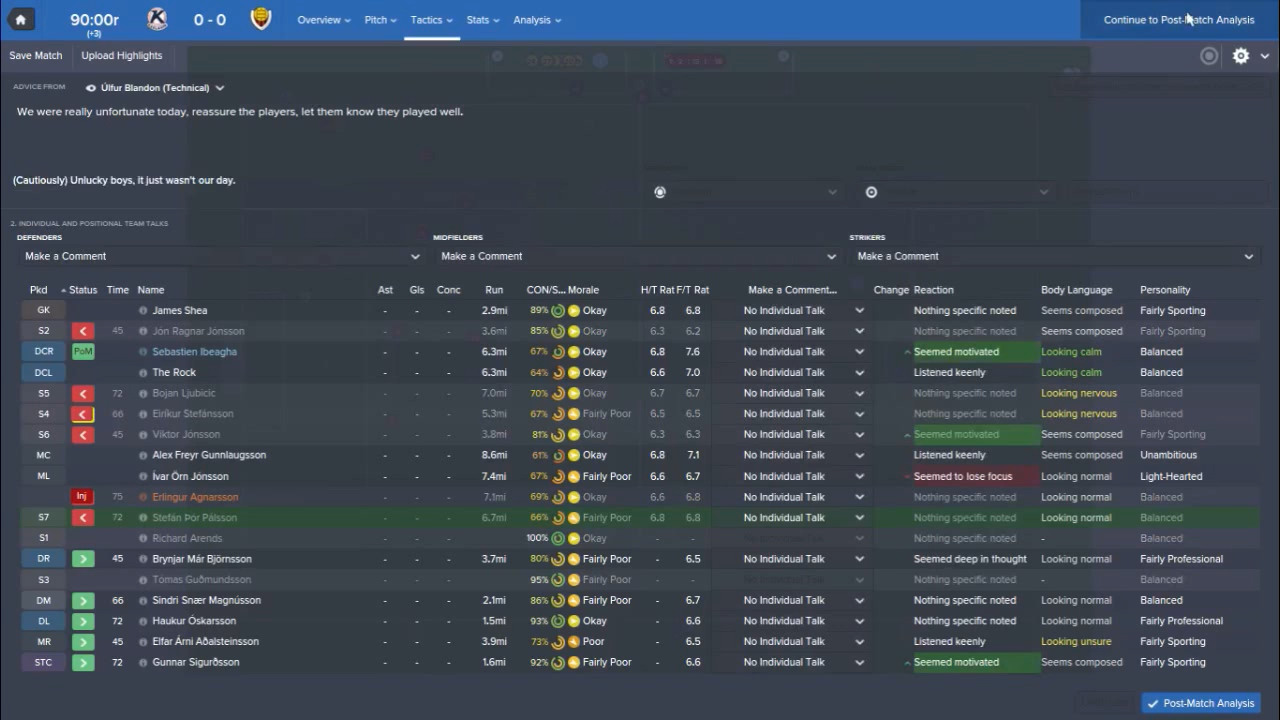 90:00r 0 - 0 Overview Pitch Tactics Stats Analysis Continue to Post-Match Analysis
(+3)
Save Match Upload Highlights
ADVICE FROM Úlfur Blandon (Technical)
We were really unfortunate today, reassure the players, let them know they played well.
(Cautiously) Unlucky boys, it just wasn't our day.
2. INDIVIDUAL AND POSITIONAL TEAM TALKS
DEFENDERS MIDFIELDERS STRIKERS
Make a Comment Make a Comment Make a Comment
Pkd Status Time Name Ast Gls Conc Run CON/S... Morale H/T Rat F/T Rat Make a Comment... Change Reaction Body Language Personality
GK James Shea - - - 2.9mi 89% Okay 6.8 6.8 No Individual Talk Nothing specific noted Seems composed Fairly Sporting
S2 45 Jón Ragnar Jónsson - - - 3.6mi 85% Okay 6.3 6.2 No Individual Talk Nothing specific noted Seems composed Fairly Sporting
DCR PoM Sebastien Ibeagha - - - 6.3mi 67% Okay 6.8 7.6 No Individual Talk Seemed motivated Looking calm Balanced
DCL The Rock - - - 6.3mi 64% Okay 6.6 7.0 No Individual Talk Listened keenly Looking calm Balanced
S5 72 Bojan Ljubicic - - - 7.0mi 70% Okay 6.7 6.7 No Individual Talk Nothing specific noted Looking nervous Balanced
S4 66 Eiríkur Stefánsson - - - 5.3mi 67% Fairly Poor 6.5 6.5 No Individual Talk Nothing specific noted Looking nervous Balanced
S6 45 Viktor Jónsson - - - 3.8mi 81% Okay 6.3 6.3 No Individual Talk Seemed motivated Seems composed Fairly Sporting
MC Alex Freyr Gunnlaugsson - - - 8.6mi 61% Okay 6.8 7.1 No Individual Talk Listened keenly Seems composed Unambitious
ML Ívar Örn Jónsson - - - 7.4mi 67% Fairly Poor 6.6 6.7 No Individual Talk Seemed to lose focus Looking normal Light-Hearted
Inj 75 Erlingur Agnarsson - - - 7.1mi 69% Okay 6.6 6.8 No Individual Talk Nothing specific noted Looking normal Balanced
S7 72 Stefán Þór Pálsson - - - 6.7mi 66% Fairly Poor 6.8 6.8 No Individual Talk Nothing specific noted Looking normal Balanced
S1 Richard Arends - - - 100% Okay - - No Individual Talk Nothing specific noted - Balanced
DR 45 Brynjar Már Björnsson - - - 3.7mi 80% Fairly Poor - 6.5 No Individual Talk Seemed deep in thought Looking normal Fairly Professional
S3 Tómas Guðmundsson - - - 95% Fairly Poor - - No Individual Talk Nothing specific noted - Balanced
DM 66 Sindri Snær Magnússon - - - 2.1mi 86% Fairly Poor - 6.7 No Individual Talk Nothing specific noted Looking normal Balanced
DL 72 Haukur Óskarsson - - - 1.5mi 93% Okay - 6.6 No Individual Talk Nothing specific noted Looking normal Fairly Professional
MR 45 Elfar Árni Aðalsteinsson - - - 3.9mi 73% Poor - 6.5 No Individual Talk Listened keenly Looking unsure Fairly Sporting
STC 72 Gunnar Sigurðsson - - - 1.6mi 92% Fairly Poor - 6.6 No Individual Talk Seemed motivated Seems composed Fairly Sporting
Post-Match Analysis